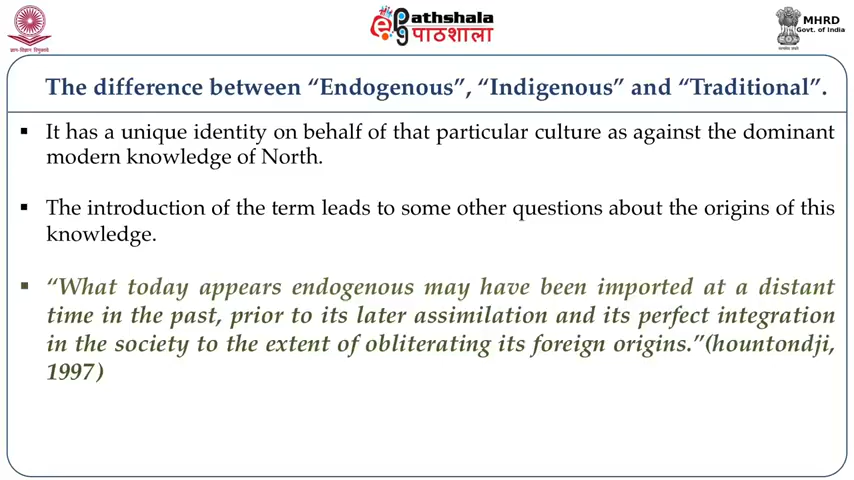 ePathshala
पाठशाला
MHRD
Govt. of India
The difference between “Endogenous”, “Indigenous” and “Traditional”.
▪ It has a unique identity on behalf of that particular culture as against the dominant
modern knowledge of North.
▪ The introduction of the term leads to some other questions about the origins of this
knowledge.
▪ “What today appears endogenous may have been imported at a distant
time in the past, prior to its later assimilation and its perfect integration
in the society to the extent of obliterating its foreign origins.”(hountondji,
1997)